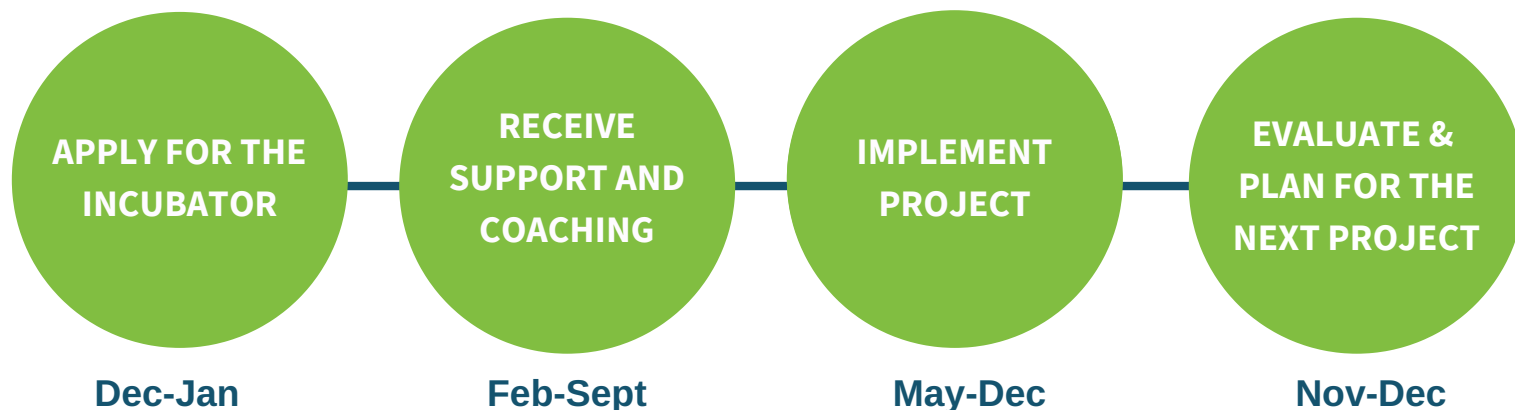 APPLY FOR THE
INCUBATOR
RECEIVE
SUPPORT AND
COACHING
IMPLEMENT
PROJECT
EVALUATE &
PLAN FOR THE
NEXT PROJECT
Dec-Jan
Feb-Sept
May-Dec
Nov-Dec